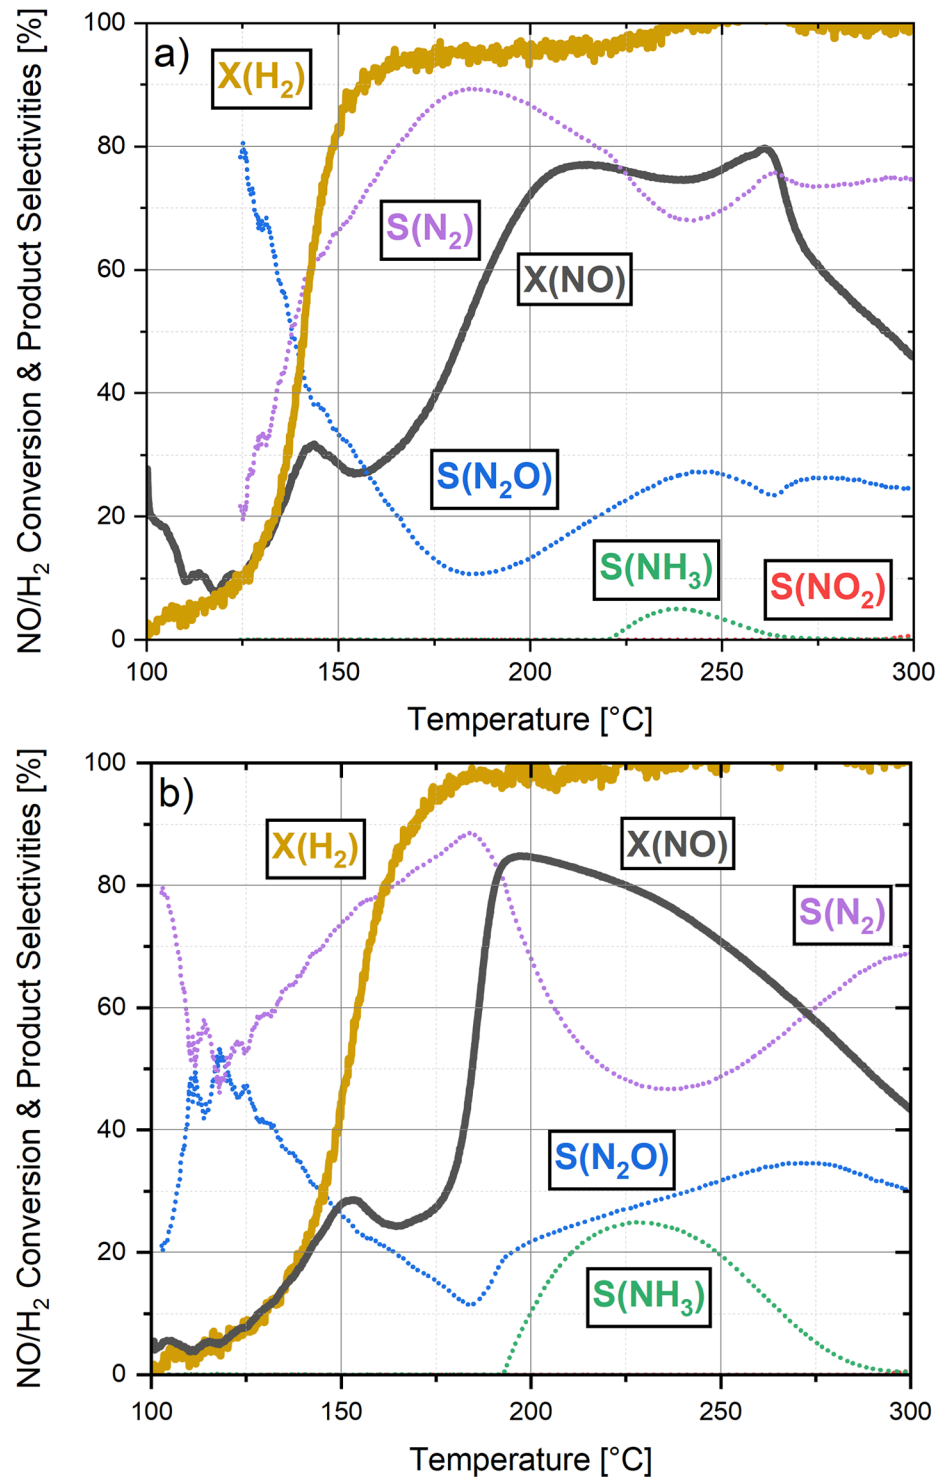 a)
NO/H₂ Conversion & Product Selectivities [%]
100
80
60
40
20
0
X(H₂)
S(N₂)
X(NO)
S(N₂O)
S(NH₃)
S(NO₂)
100 150 200 250 300
Temperature [°C]
b)
NO/H₂ Conversion & Product Selectivities [%]
100
80
60
40
20
0
X(H₂)
X(NO)
S(N₂)
S(N₂O)
S(NH₃)
100 150 200 250 300
Temperature [°C]